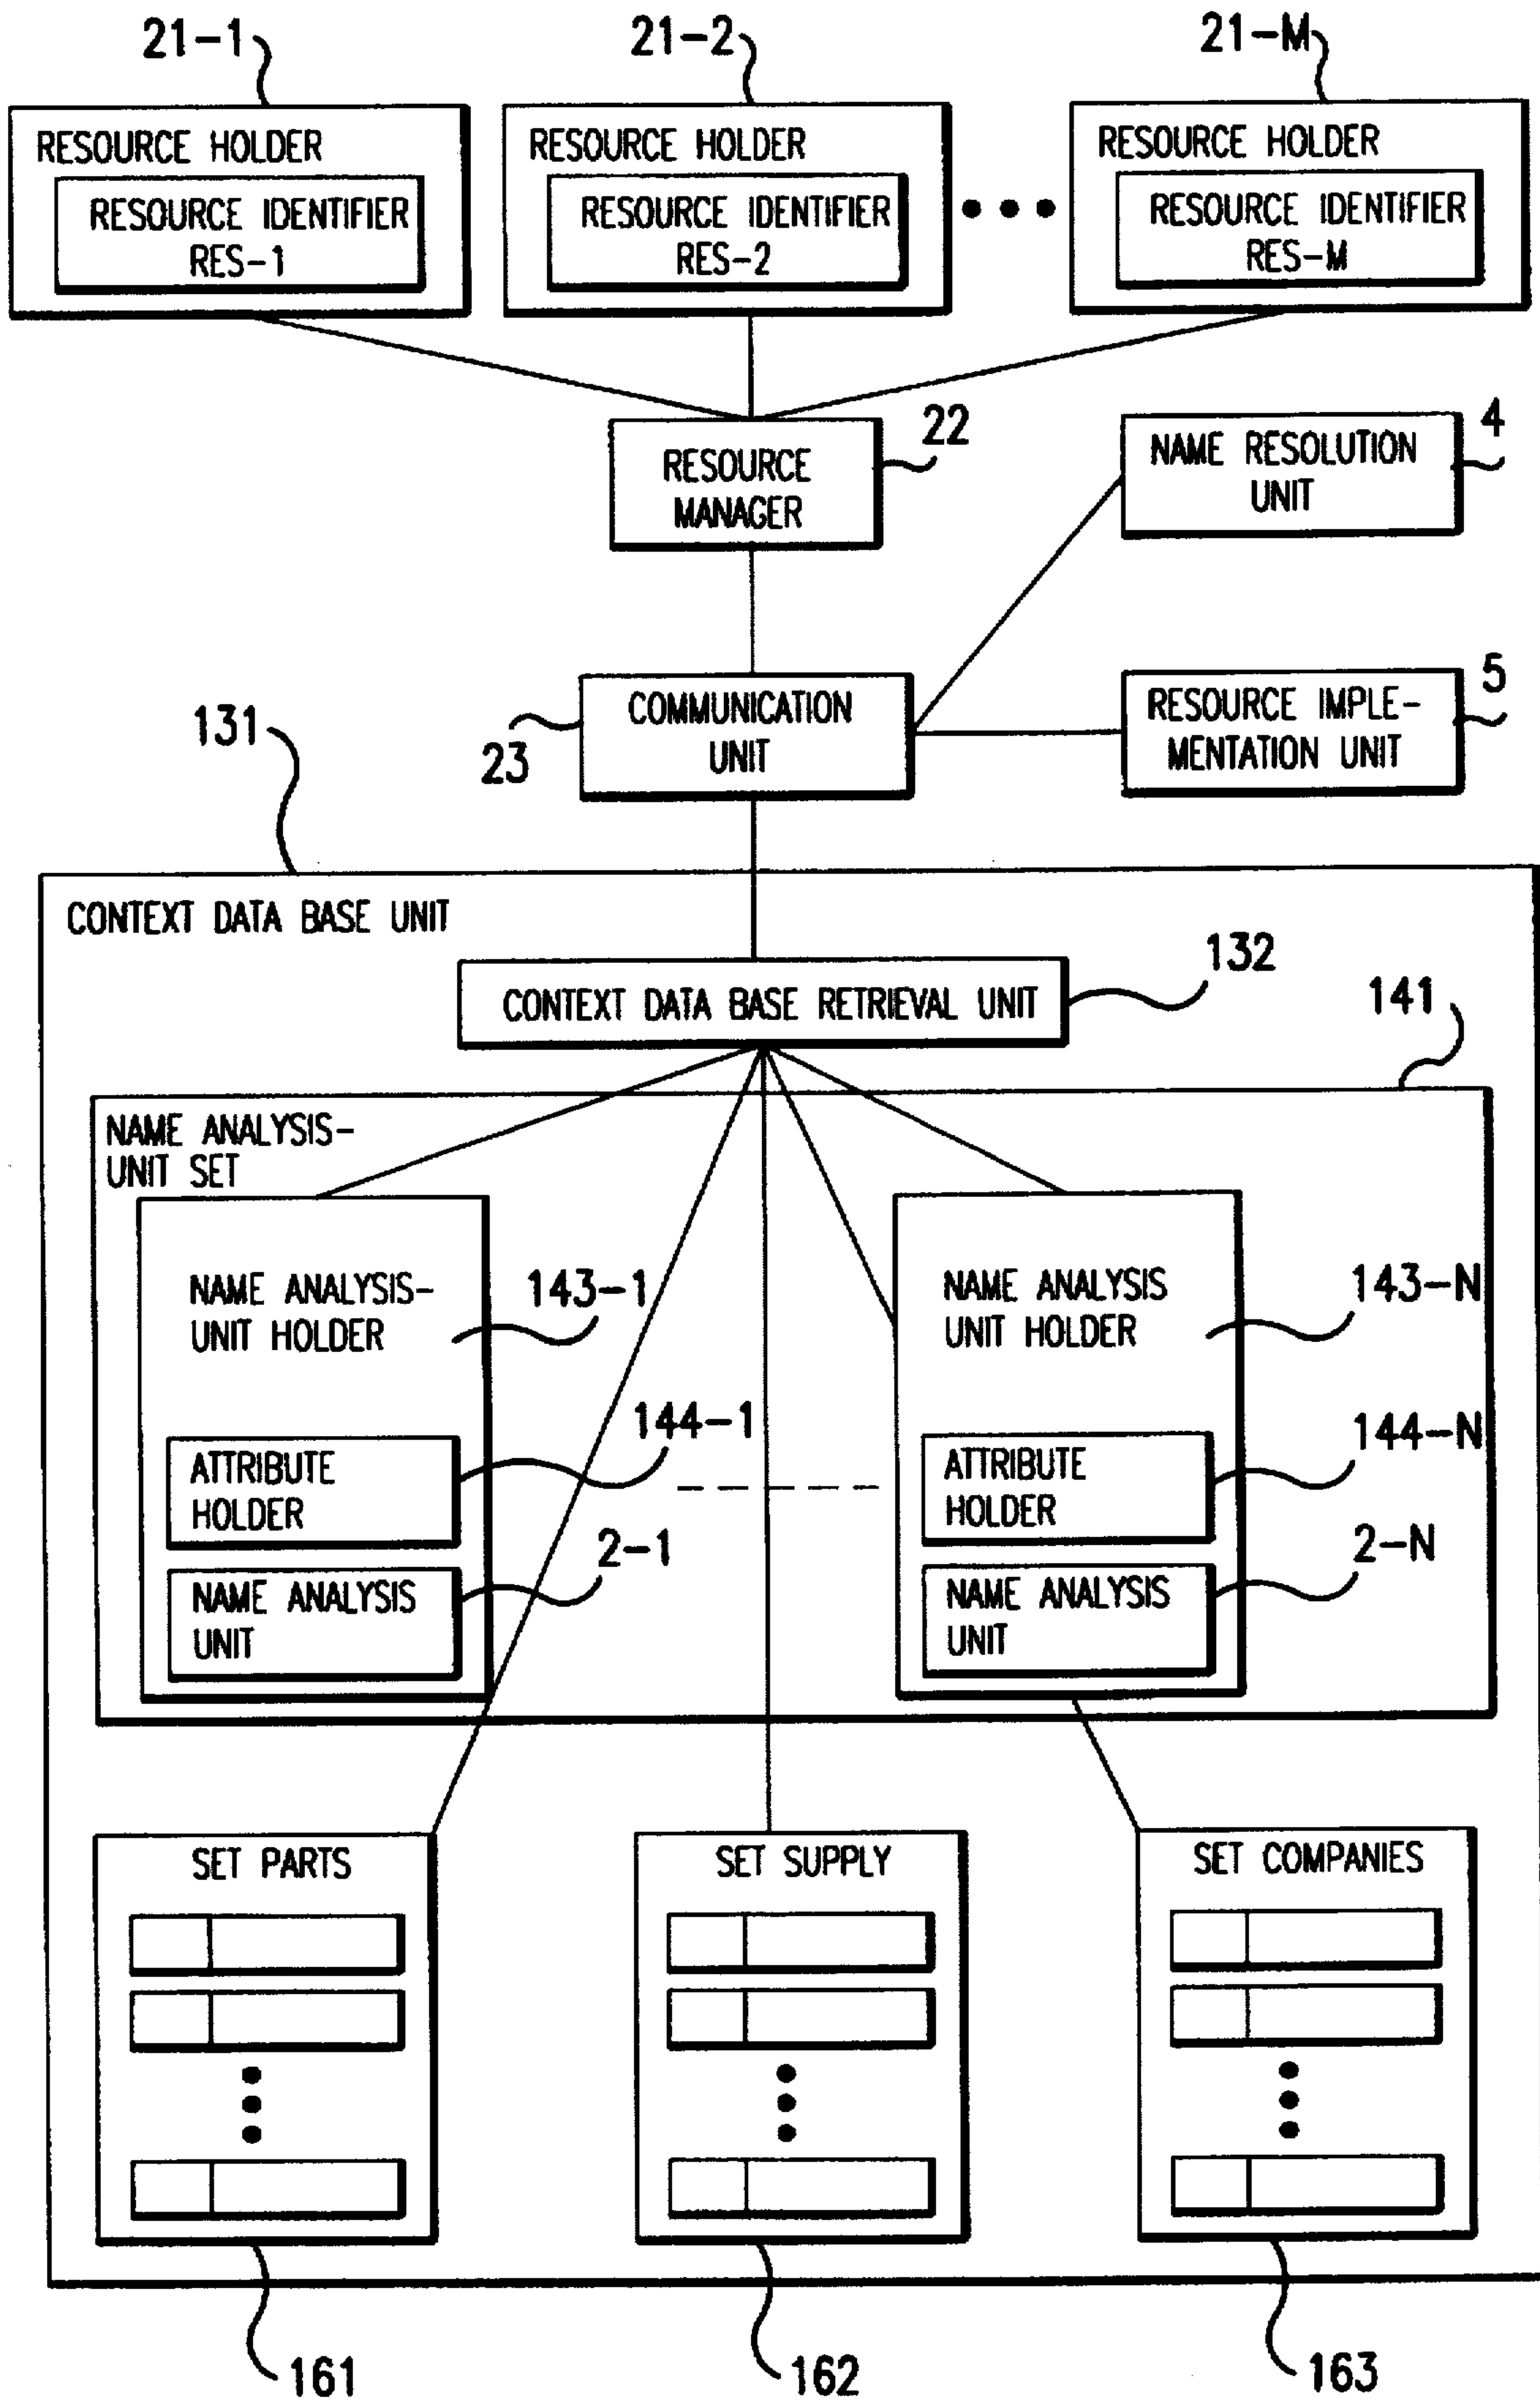 21-1
21-2
21-M
RESOURCE HOLDER
RESOURCE IDENTIFIER
RES-1
RESOURCE HOLDER
RESOURCE IDENTIFIER
RES-2
RESOURCE HOLDER
RESOURCE IDENTIFIER
RES-M
RESOURCE
MANAGER
22
NAME RESOLUTION
UNIT
4
COMMUNICATION
UNIT
23
RESOURCE IMPLE-
MENTATION UNIT
5
131
CONTEXT DATA BASE UNIT
132
CONTEXT DATA BASE RETRIEVAL UNIT
141
NAME ANALYSIS-
UNIT SET
NAME ANALYSIS-
UNIT HOLDER
143-1
NAME ANALYSIS
UNIT HOLDER
143-N
ATTRIBUTE
HOLDER
144-1
ATTRIBUTE
HOLDER
144-N
NAME ANALYSIS
UNIT
2-1
NAME ANALYSIS
UNIT
2-N
SET PARTS
SET SUPPLY
SET COMPANIES
161
162
163